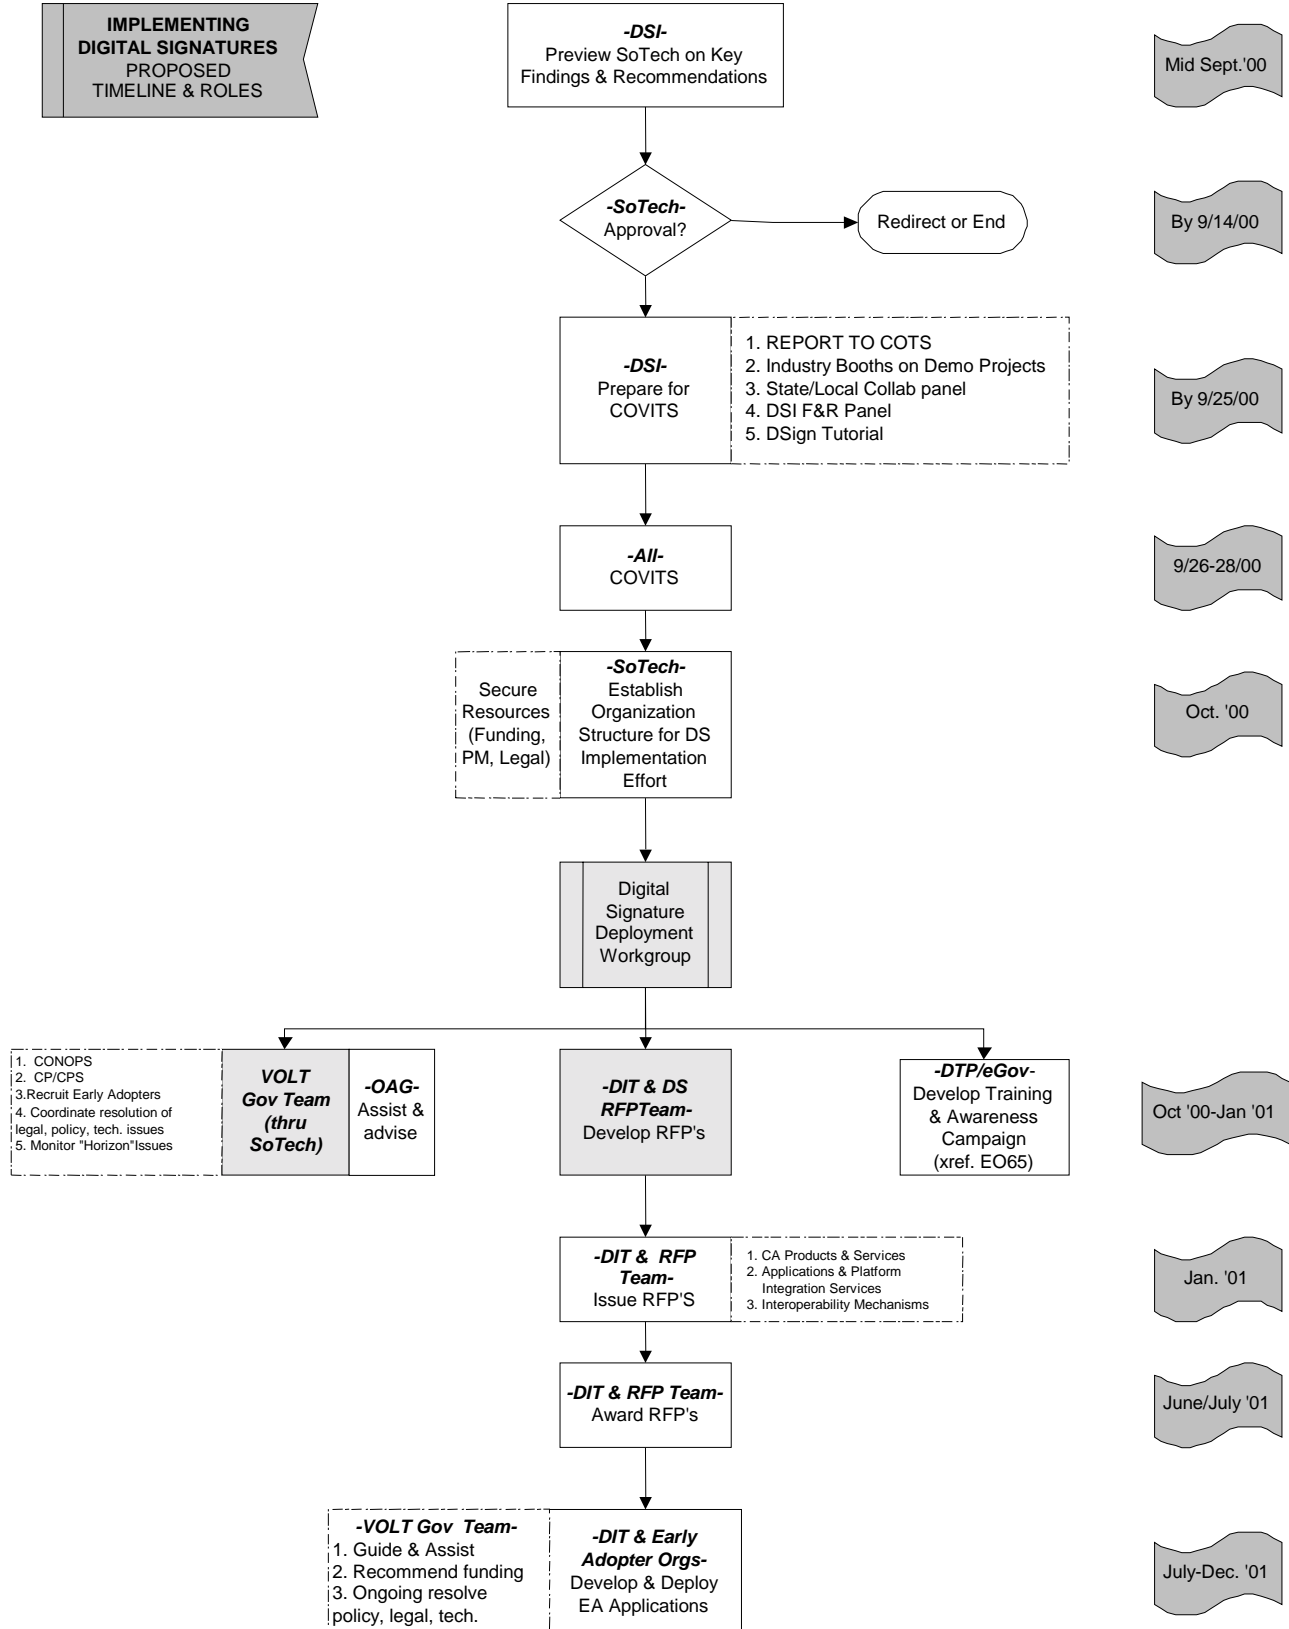 IMPLEMENTING
DIGITAL SIGNATURES
PROPOSED
TIMELINE & ROLES
-DSI-
Preview SoTech on Key
Findings & Recommendations
Mid Sept.'00
-SoTech-
Approval?
Redirect or End
By 9/14/00
-DSI-
Prepare for
COVITS
1. REPORT TO COTS
2. Industry Booths on Demo Projects
3. State/Local Collab panel
4. DSI F&R Panel
5. DSign Tutorial
By 9/25/00
-All-
COVITS
9/26-28/00
Secure
Resources
(Funding,
PM, Legal)
-SoTech-
Establish
Organization
Structure for DS
Implementation
Effort
Oct. '00
Digital
Signature
Deployment
Workgroup
1. CONOPS
2. CP/CPS
3.Recruit Early Adopters
4. Coordinate resolution of
legal, policy, tech. issues
5. Monitor "Horizon"Issues
VOLT
Gov Team
(thru
SoTech)
-OAG-
Assist &
advise
-DIT & DS
RFPTeam-
Develop RFP's
-DTP/eGov-
Develop Training
& Awareness
Campaign
(xref. EO65)
Oct '00-Jan '01
-DIT & RFP
Team-
Issue RFP'S
1. CA Products & Services
2. Applications & Platform
Integration Services
3. Interoperability Mechanisms
Jan. '01
-DIT & RFP Team-
Award RFP's
June/July '01
-VOLT Gov Team-
1. Guide & Assist
2. Recommend funding
3. Ongoing resolve
policy, legal, tech.
-DIT & Early
Adopter Orgs-
Develop & Deploy
EA Applications
July-Dec. '01